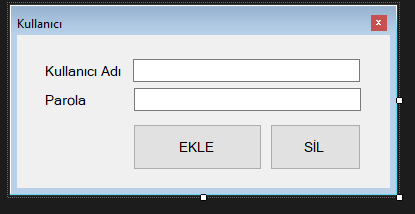 Kullanıcı
Kullanıcı Adı
Parola
EKLE SİL